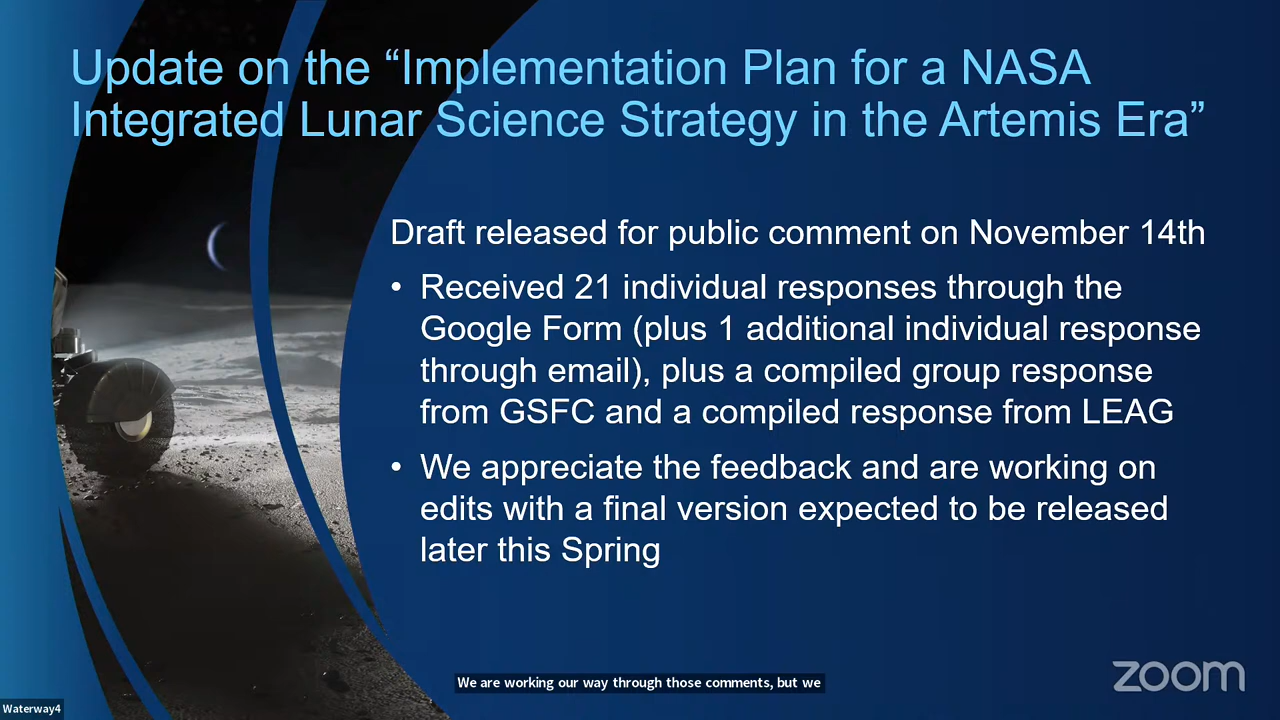 Update on the “Implementation Plan for a NASA
Integrated Lunar Science Strategy in the Artemis Era”
Draft released for public comment on November 14th
• Received 21 individual responses through the
Google Form (plus 1 additional individual response
through email), plus a compiled group response
from GSFC and a compiled response from LEAG
• We appreciate the feedback and are working on
edits with a final version expected to be released
later this Spring
We are working our way through those comments, but we
zoom
Waterway4